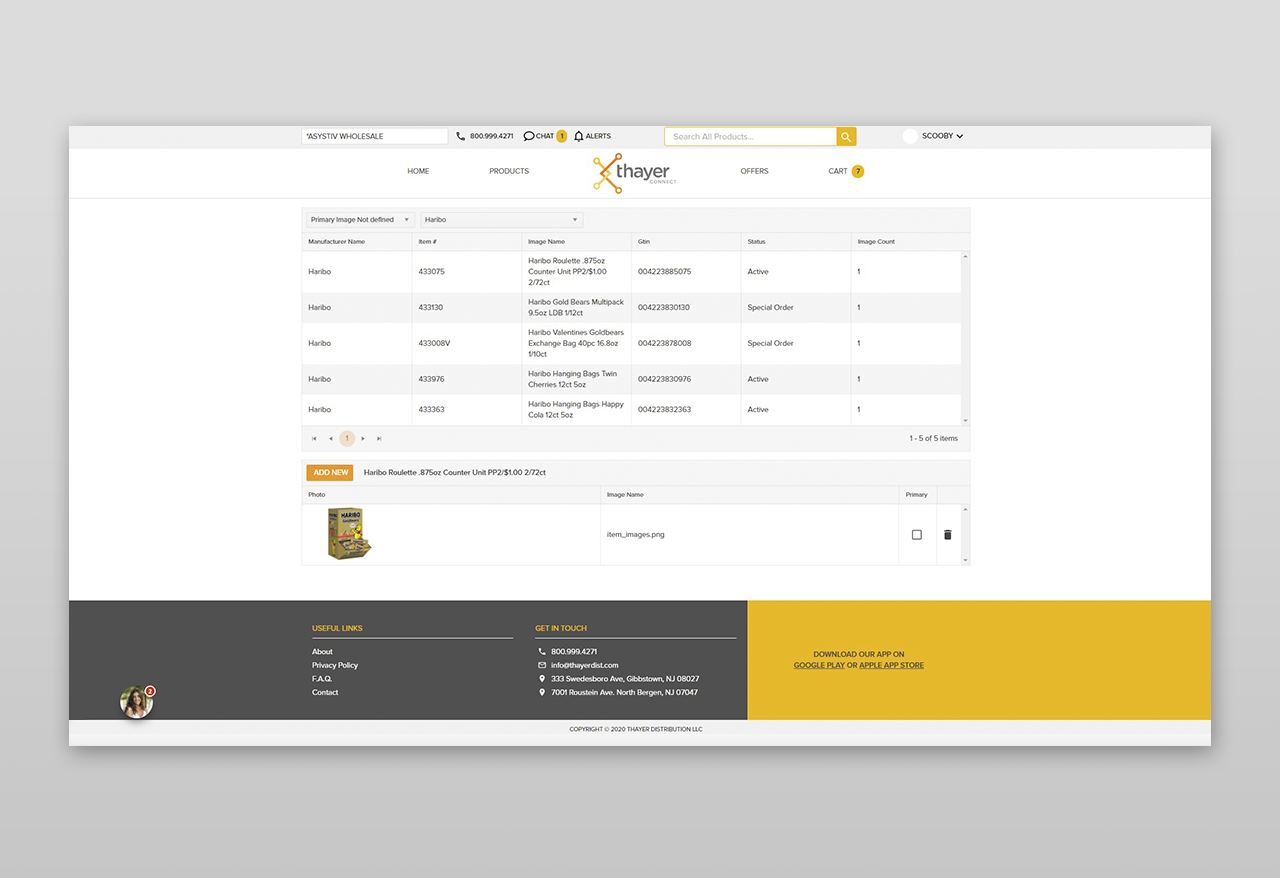 *ASYSTIV WHOLESALE 800.999.4271 CHAT 1 ALERTS Search All Products... SCOOBY
HOME PRODUCTS thayer CONNECT OFFERS CART 7
Primary Image Not defined Haribo
Manufacturer Name Item # Image Name Gtin Status Image Count
Haribo 433075 Haribo Roulette .875oz Counter Unit PP2/$1.00 2/72ct 004223885075 Active 1
Haribo 433130 Haribo Gold Bears Multipack 9.5oz LDB 1/12ct 004223830130 Special Order 1
Haribo 433008V Haribo Valentines Goldbears Exchange Bag 40pc 16.8oz 1/10ct 004223878008 Special Order 1
Haribo 433976 Haribo Hanging Bags Twin Cherries 12ct 5oz 004223830976 Active 1
Haribo 433363 Haribo Hanging Bags Happy Cola 12ct 5oz 004223832363 Active 1
1 1 - 5 of 5 items
ADD NEW Haribo Roulette .875oz Counter Unit PP2/$1.00 2/72ct
Photo Image Name Primary
HARIBO
Goldbears
item_images.png
USEFUL LINKS
About
Privacy Policy
F.A.Q.
Contact
GET IN TOUCH
800.999.4271
info@thayerdist.com
333 Swedesboro Ave, Gibbstown, NJ 08027
7001 Roustein Ave. North Bergen, NJ 07047
DOWNLOAD OUR APP ON
GOOGLE PLAY OR APPLE APP STORE
2
COPYRIGHT © 2020 THAYER DISTRIBUTION LLC